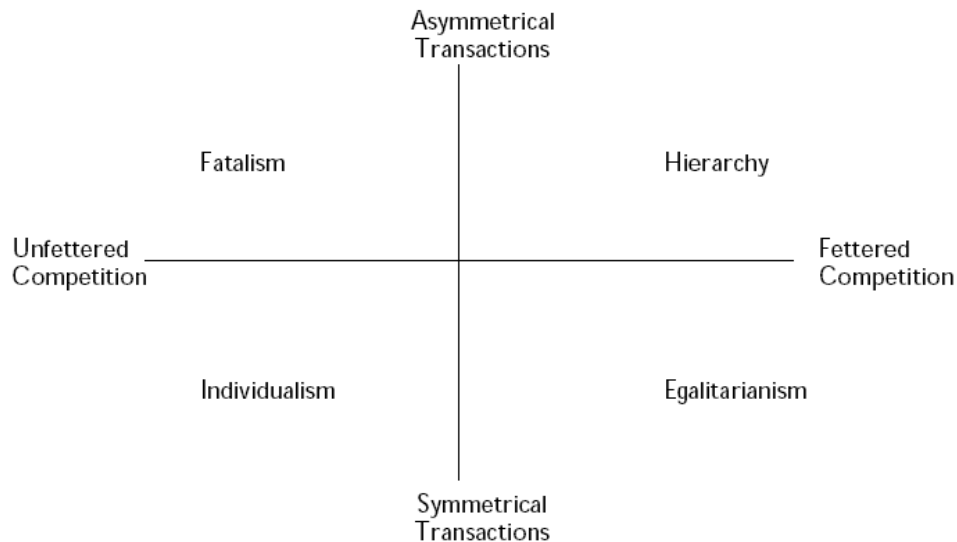 Asymmetrical
Transactions
Fatalism
Hierarchy
Unfettered
Competition
Fettered
Competition
Individualism
Egalitarianism
Symmetrical
Transactions